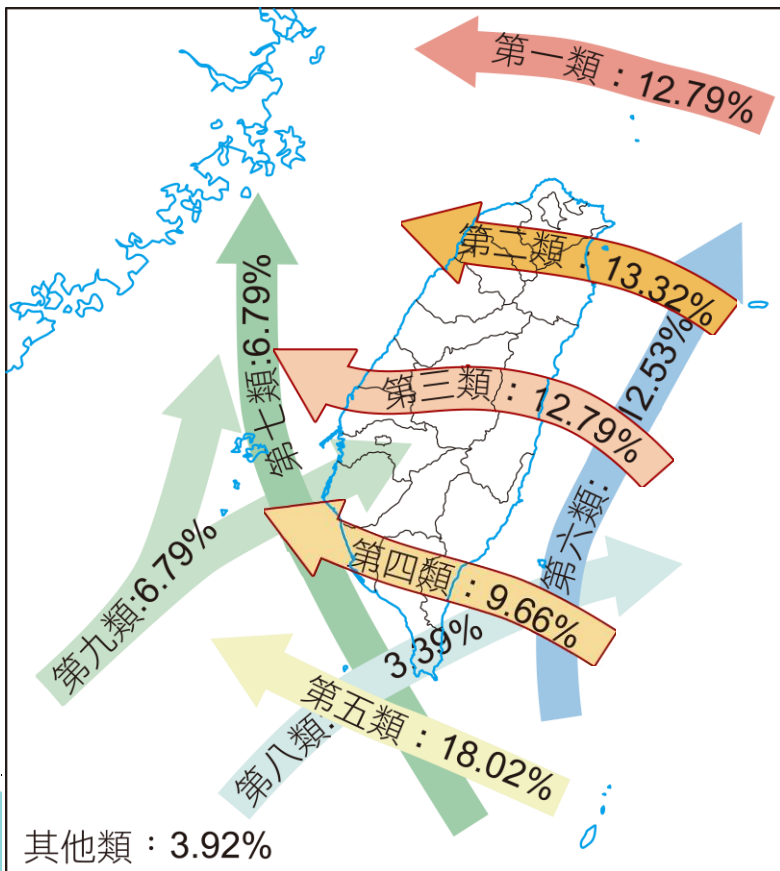 第一類：12.79%
第二類：13.32%
第三類：12.79%
第四類：9.66%
第五類：18.02%
第六類:12.53%
第七類:6.79%
第八類:3.39%
第九類:6.79%
其他類：3.92%